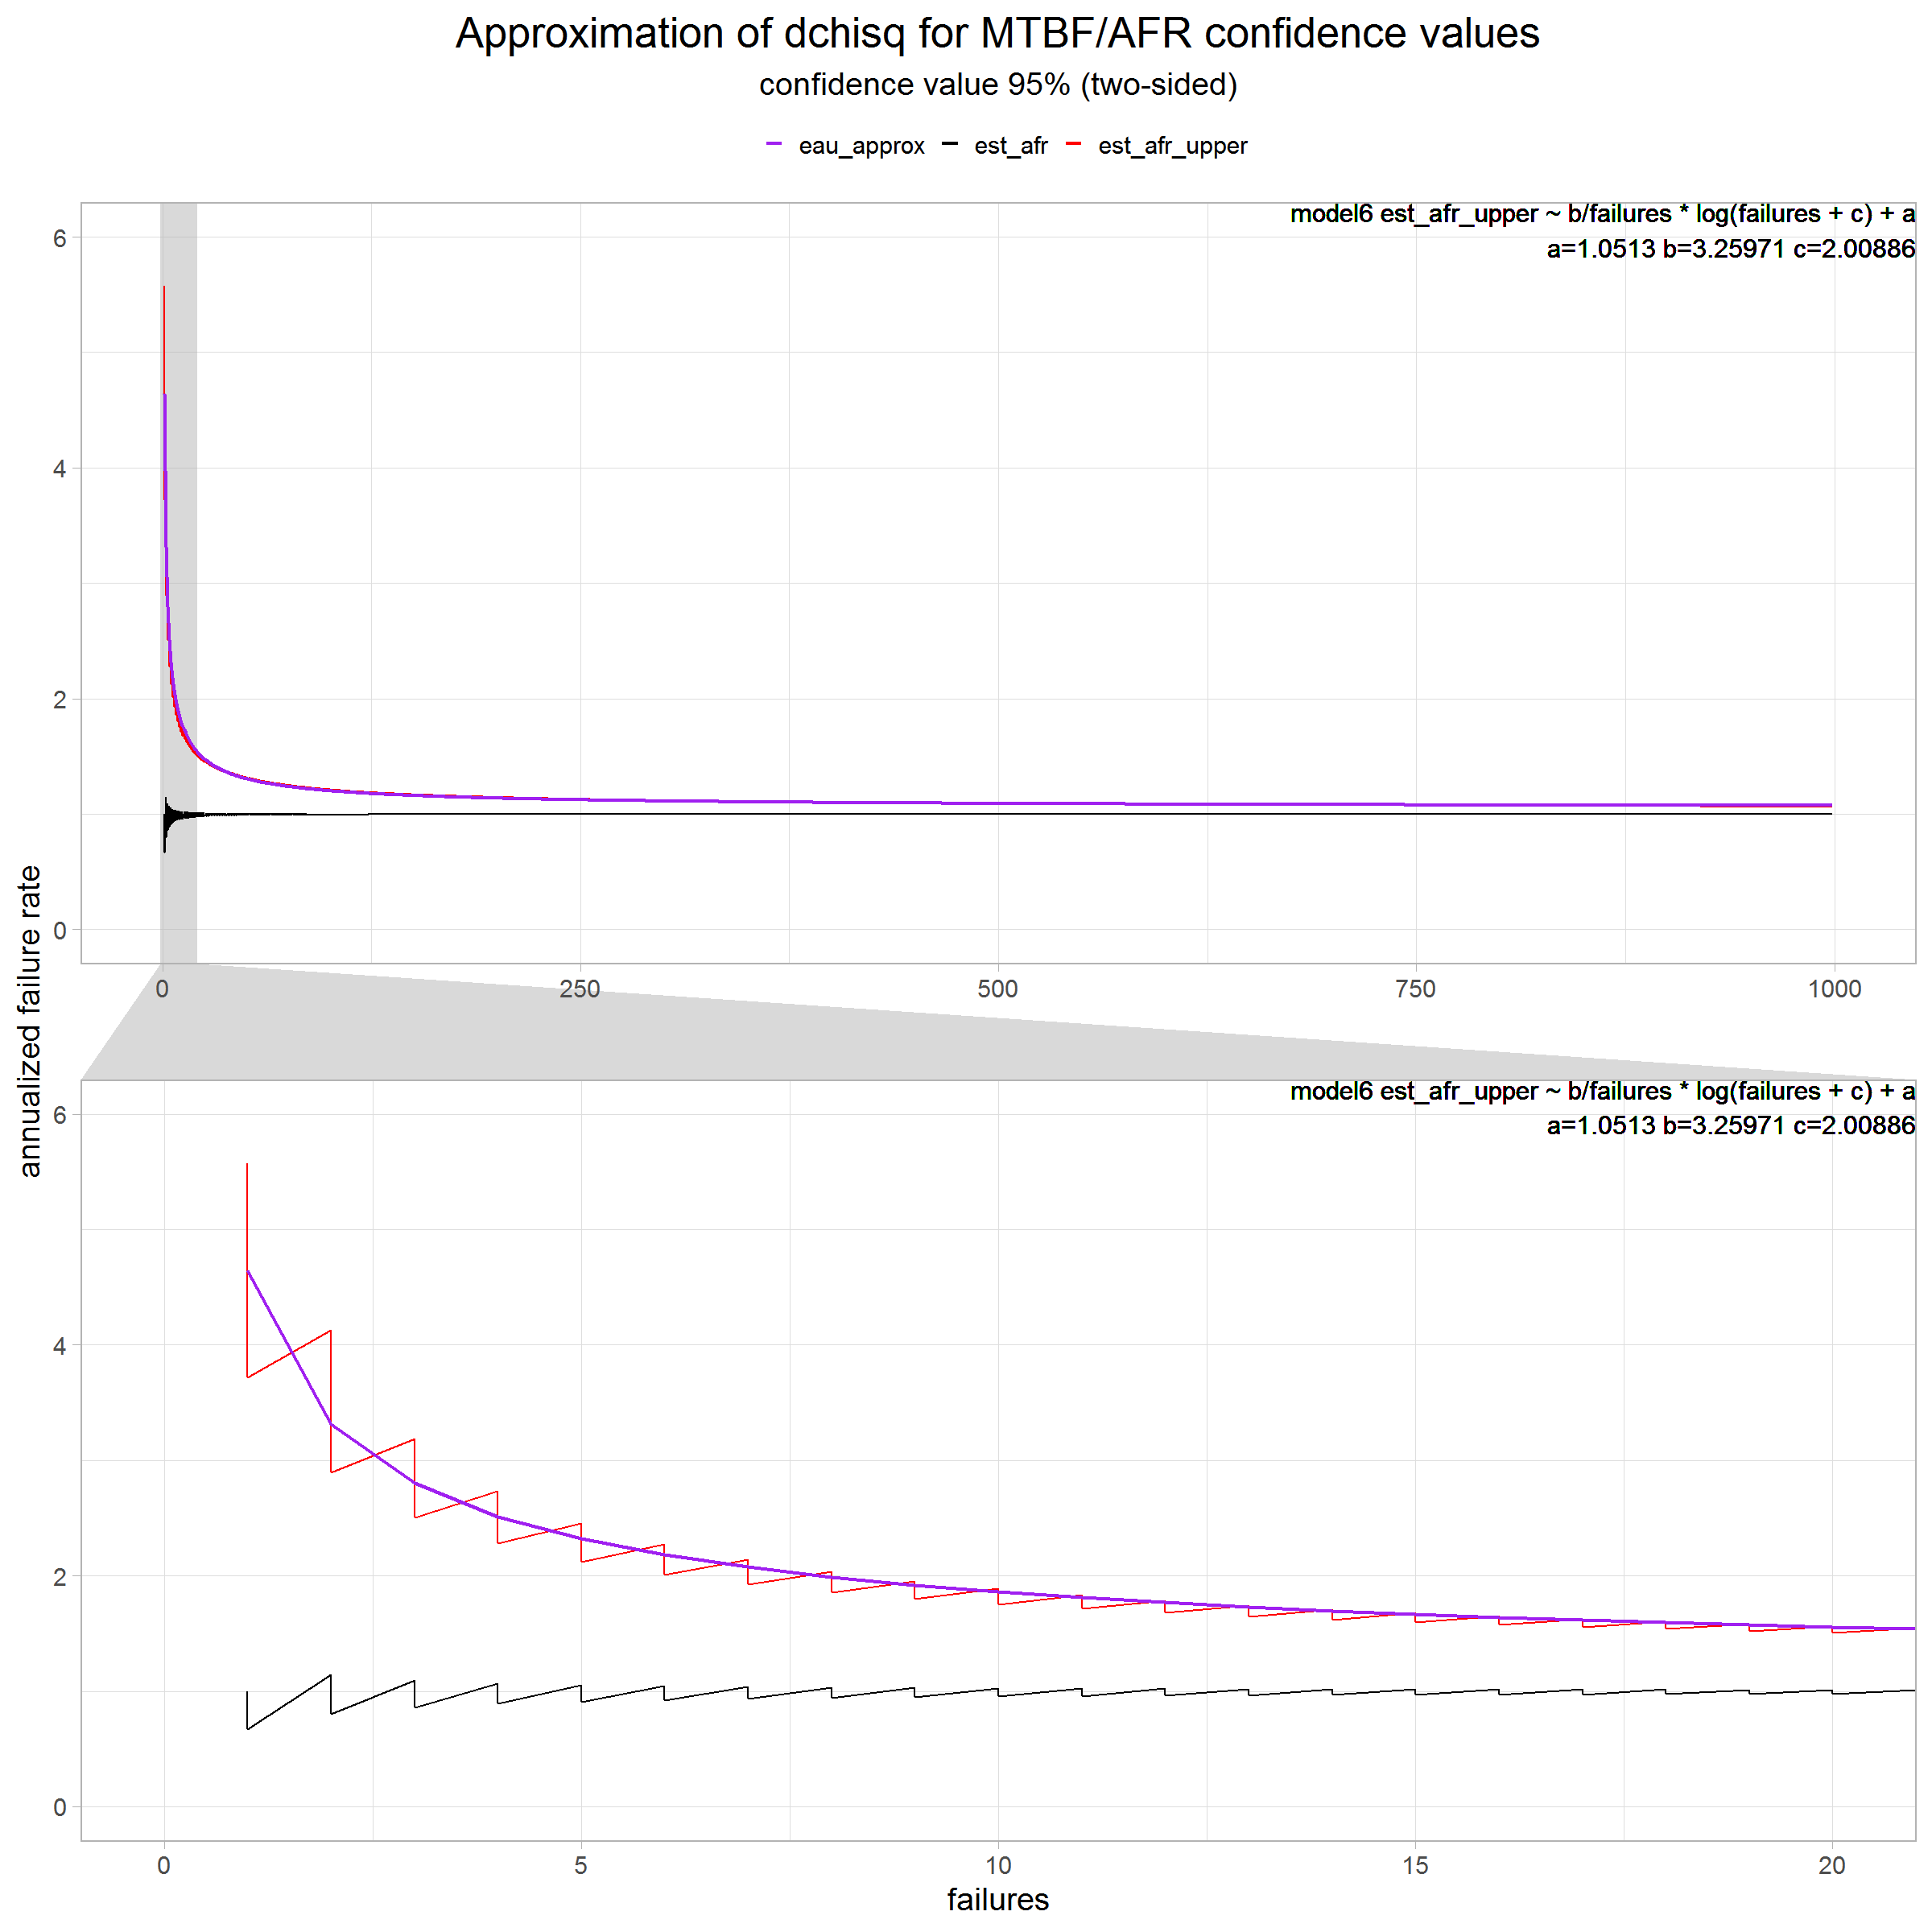 Approximation of dchisq for MTBF/AFR confidence values
confidence value 95% (two-sided)
eau_approx est_afr est_afr_upper
model6 est_afr_upper ~ b/failures * log(failures + c) + a
a=1.0513 b=3.25971 c=2.00886
6
4
2
0
0 250 500 750 1000
annualized failure rate
model6 est_afr_upper ~ b/failures * log(failures + c) + a
a=1.0513 b=3.25971 c=2.00886
6
4
2
0
0 5 10 15 20
failures